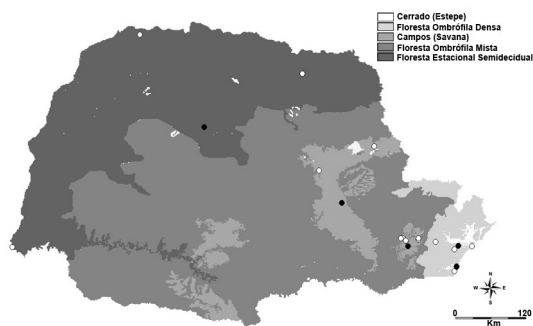 Cerrado (Estepe)
Floresta Ombrófila Densa
Campos (Savana)
Floresta Ombrófila Mista
Floresta Estacional Semidecidual
N
W E
S
0 120
Km